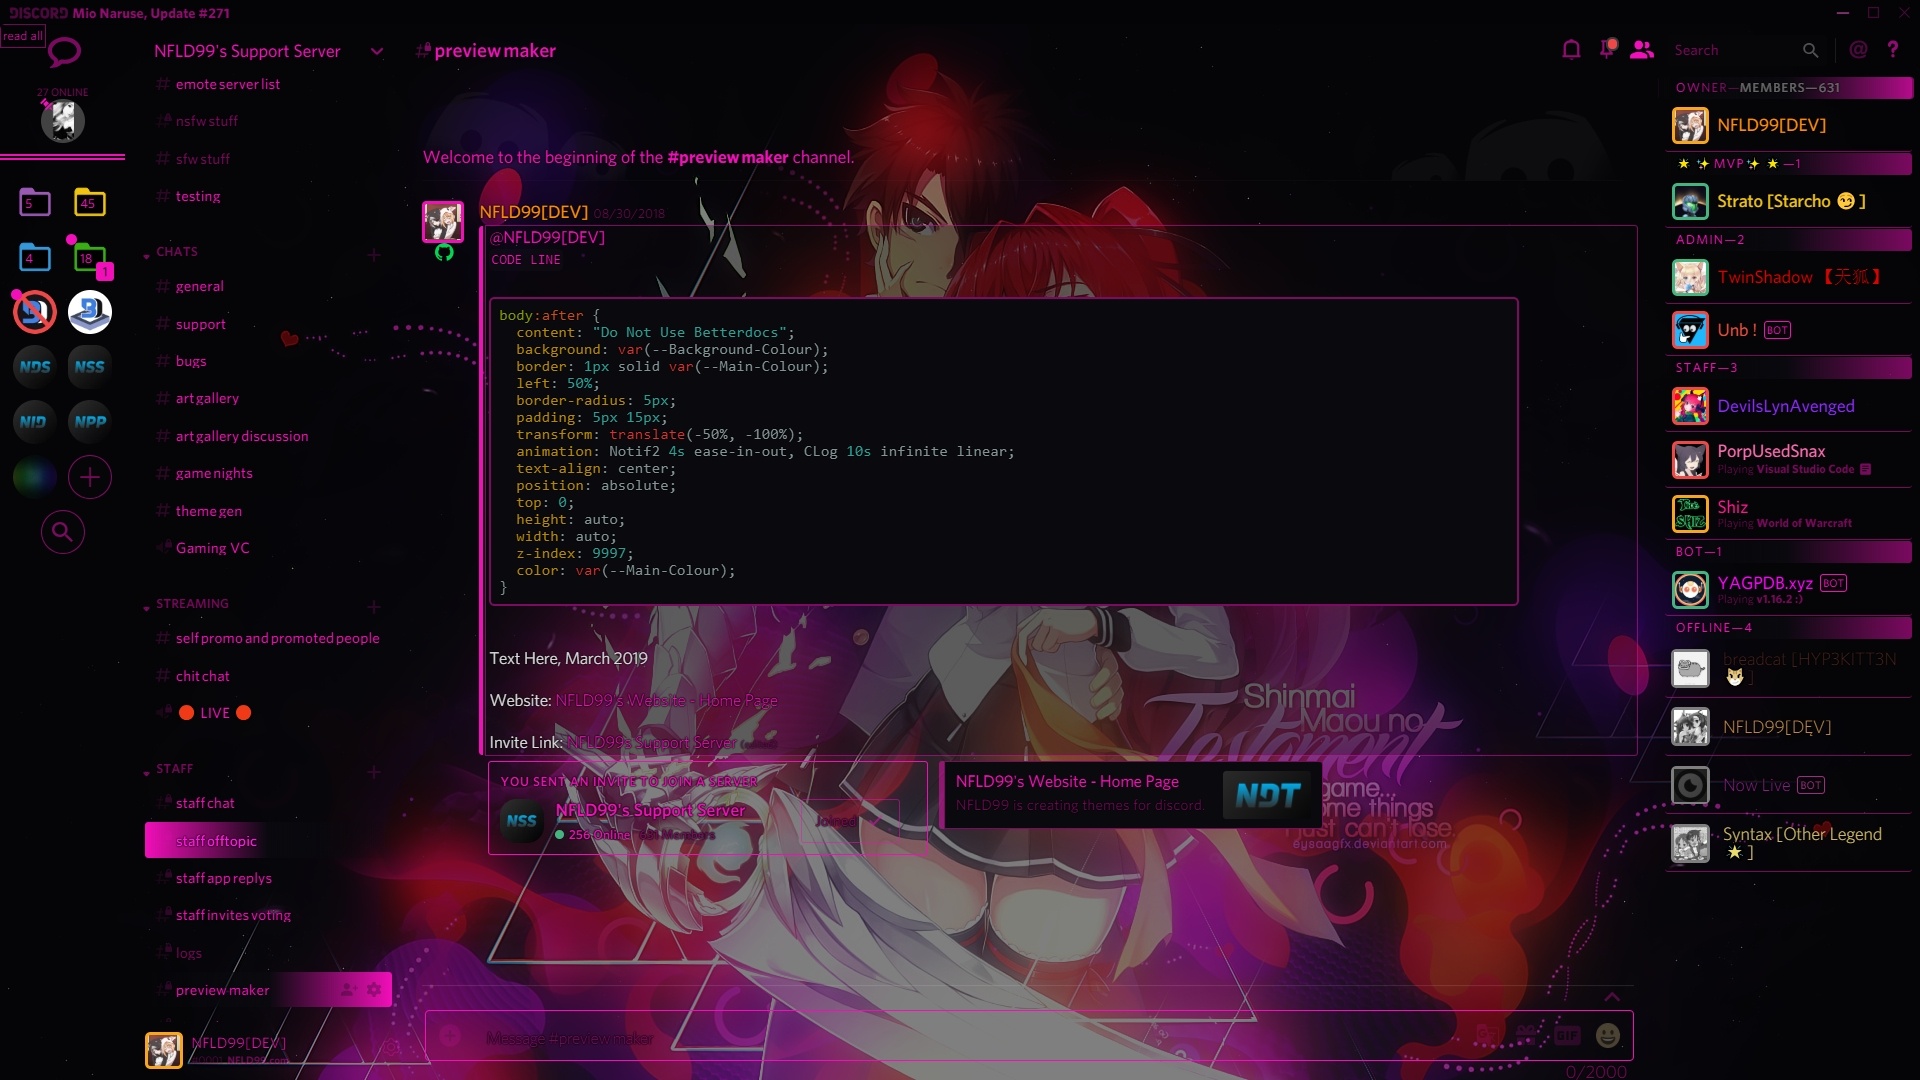 DISCORD Mio Naruse, Update #271
read all
27 ONLINE
5
45
4
18
1
NDS
NSS
NID
NPP
NFLD99's Support Server
emote server list
nsfw stuff
sfw stuff
testing
CHATS
general
support
bugs
art gallery
art gallery discussion
game nights
theme gen
Gaming VC
STREAMING
self promo and promoted people
chit chat
LIVE
STAFF
staff chat
staff offtopic
staff app replys
staff invites voting
logs
preview maker
NFLD99[DEV]
preview maker
Search
Welcome to the beginning of the #preview maker channel.
NFLD99[DEV] 08/30/2018
@NFLD99[DEV]
CODE LINE
body:after {
content: "Do Not Use Betterdocs";
background: var(--Background-Colour);
border: 1px solid var(--Main-Colour);
left: 50%;
border-radius: 5px;
padding: 5px 15px;
transform: translate(-50%, -100%);
animation: Notif2 4s ease-in-out, CLog 10s infinite linear;
text-align: center;
position: absolute;
top: 0;
height: auto;
width: auto;
z-index: 9997;
color: var(--Main-Colour);
}
Text Here, March 2019
Website: NFLD99's Website - Home Page
Invite Link: NFLD99's Support Server (edited)
YOU SENT AN INVITE TO JOIN A SERVER
NSS
NFLD99's Support Server
256 Online 631 Members
Joined
NFLD99's Website - Home Page
NFLD99 is creating themes for discord.
NDT
Shinmai
Maou no
Testament
game...
ome things
just can't lose.
eyeaagfx.deviantart.com
Message #preview maker
GIF
0/2000
OWNER—MEMBERS—631
NFLD99[DEV]
MVP —1
Strato [Starcho 😏 ]
ADMIN—2
TwinShadow 【天狐】
Unb ! BOT
STAFF—3
DevilsLynAvenged
PorpUsedSnax
Playing Visual Studio Code
Shiz
Playing World of Warcraft
BOT—1
YAGPDB.xyz BOT
Playing v1.16.2 :)
OFFLINE—4
breadcat [HYP3KITT3N
🐱 ]
NFLD99[DEV]
Now Live BOT
Syntax [Other Legend
🌟 ]